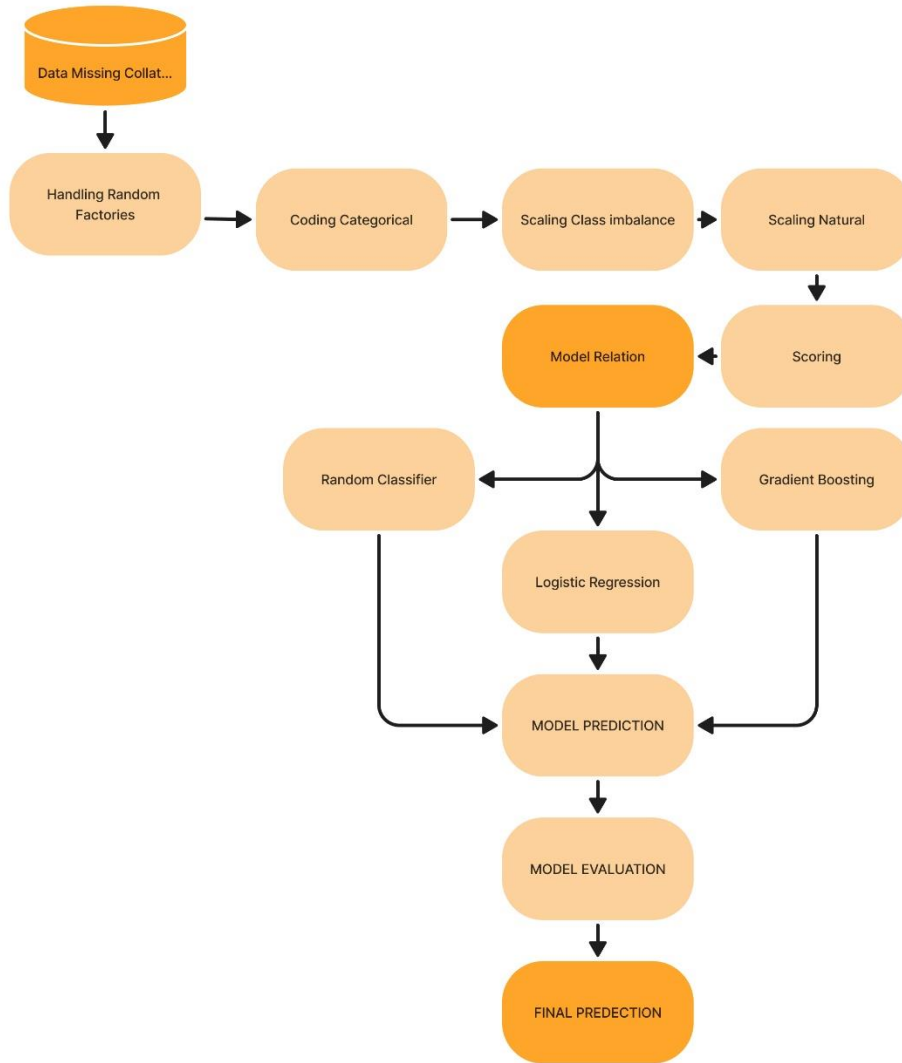 Data Missing Collat...
Handling Random
Factories
Coding Categorical
Scaling Class imbalance
Scaling Natural
Model Relation
Scoring
Random Classifier
Gradient Boosting
Logistic Regression
MODEL PREDICTION
MODEL EVALUATION
FINAL PREDECTION